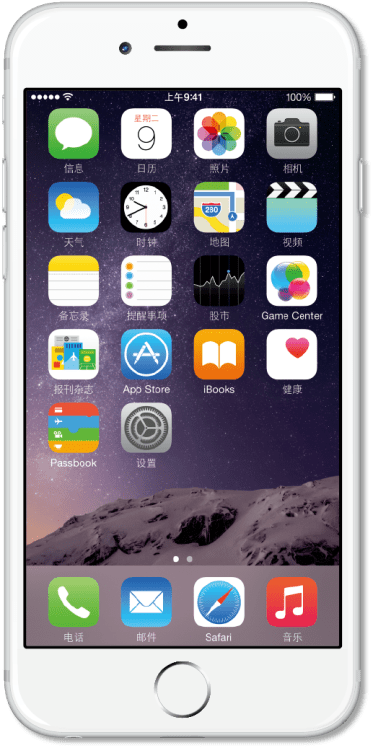 上午9:41
100%
星期二
9
信息
日历
照片
相机
280
天气
时钟
地图
视频
备忘录
提醒事项
股市
Game Center
报刊杂志
App Store
iBooks
健康
Passbook
设置
电话
邮件
Safari
音乐